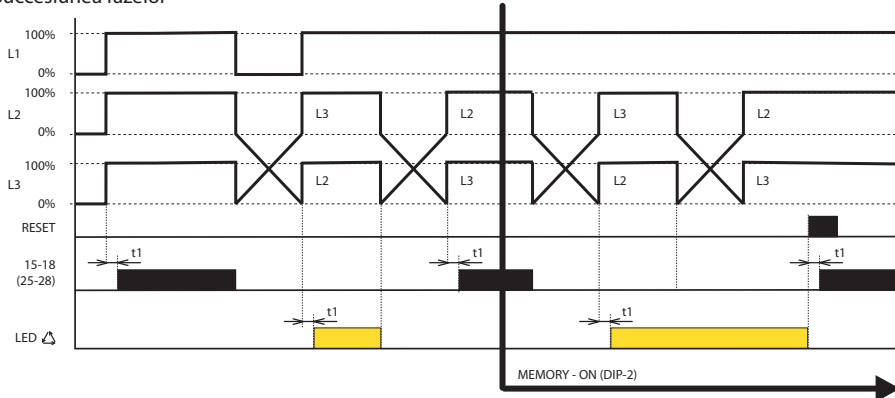 Succesiunea fazelor
100%
L1
0%
100%
L2
L3
L2
L3
L2
0%
100%
L3
L2
L3
L2
L3
0%
RESET
t1
t1
t1
15-18
(25-28)
t1
t1
LED
MEMORY - ON (DIP-2)